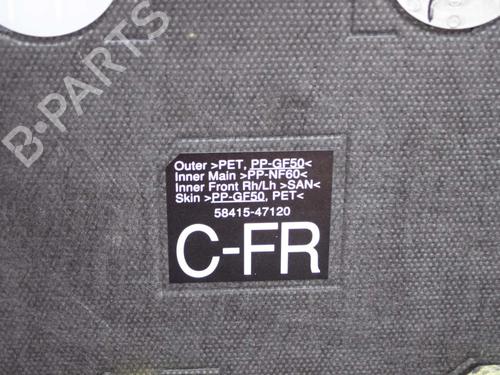 B-PARTS
Outer >PET, PP-GF50<
Inner Main >PP-NF60<
Inner Front Rh/Lh >SAN<
Skin >PP-GF50, PET<
58415-47120
C-FR